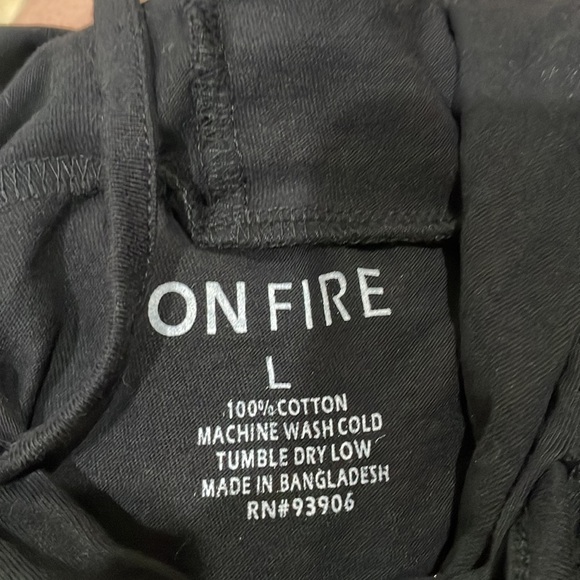 ON FIRE
L
100% COTTON
MACHINE WASH COLD
TUMBLE DRY LOW
MADE IN BANGLADESH
RN#93906